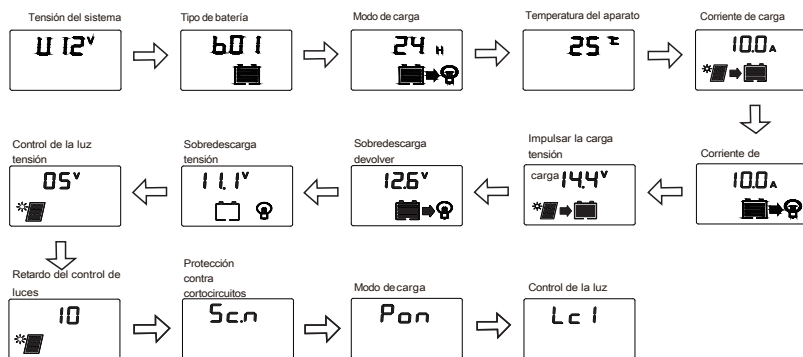 Tensión del sistema
U 12V
Tipo de batería
b01
Modo de carga
24 H
Temperatura del aparato
25 ℃
Corriente de carga
10.0A
Corriente de
10.0A
Impulsar la carga
tensión
carga 14.4V
Sobredescarga
devolver
12.6V
Sobredescarga
tensión
11.1V
Control de la luz
tensión
05V
Retardo del control de
luces
10
Protección
contra
cortocircuitos
Sc.n
Modo de carga
Pon
Control de la luz
Lc1